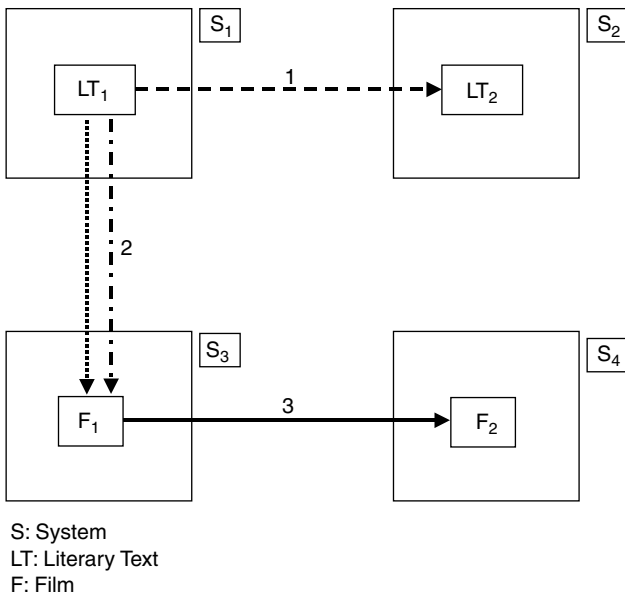 S₁
S₂
LT₁
1
LT₂
2
S₃
S₄
F₁
3
F₂
S: System
LT: Literary Text
F: Film